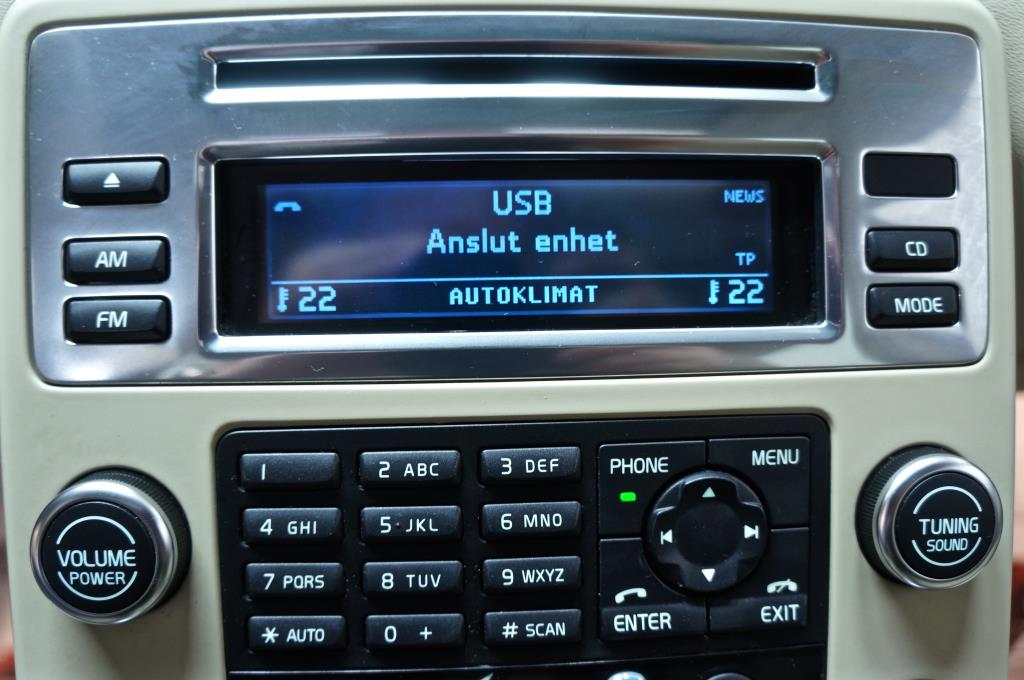 USB
NEWS
Anslut enhet
TP
22 AUTOKLIMAT 22
AM
FM
CD
MODE
VOLUME
POWER
1 2 ABC 3 DEF
4 GHI 5 JKL 6 MNO
7 PQRS 8 TUV 9 WXYZ
* AUTO 0 + # SCAN
PHONE MENU
ENTER EXIT
TUNING
SOUND